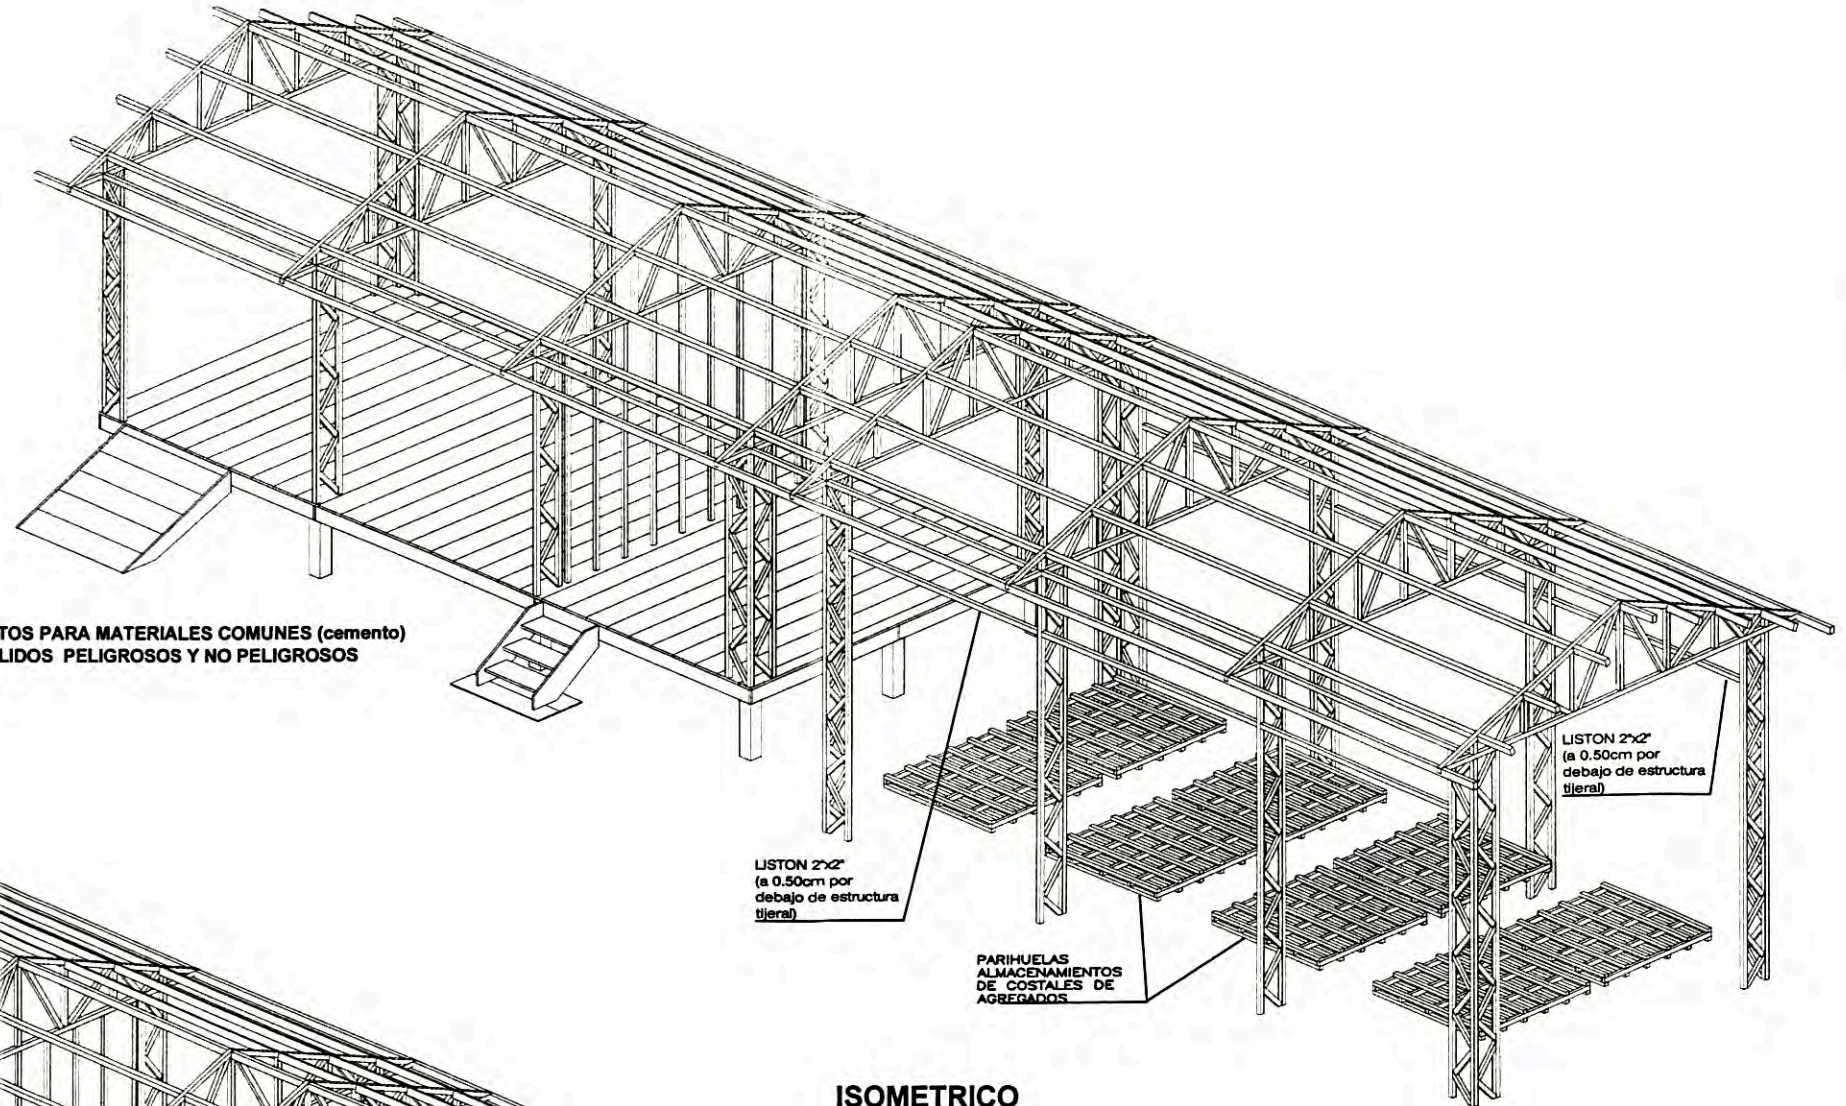 TOS PARA MATERIALES COMUNES (cemento)
LIDOS PELIGROSOS Y NO PELIGROSOS
LISTON 2"x2"
(a 0.50cm por
debajo de estructura
tijeral)
LISTON 2"x2"
(a 0.50cm por
debajo de estructura
tijeral)
PARIHUELAS
ALMACENAMIENTOS
DE COSTALES DE
AGREGADOS
ISOMETRICO